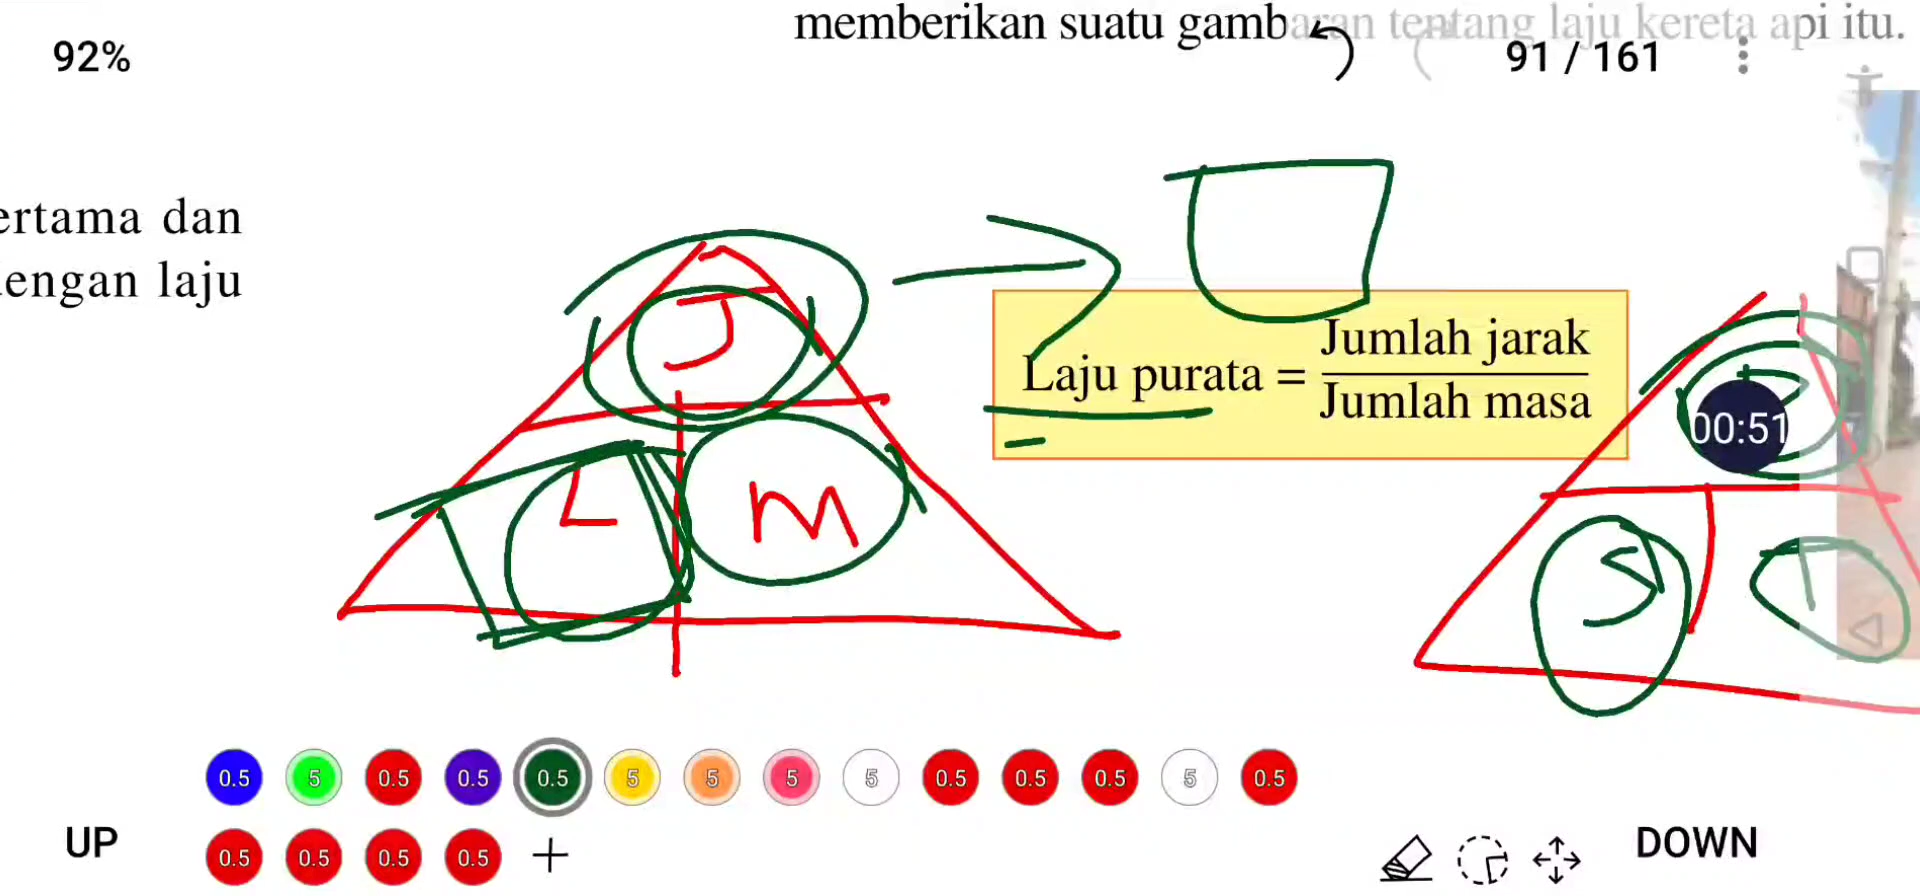 memberikan suatu gambaran tentang laju kereta api itu.
92%
91 / 161
ertama dan
engan laju
J
L
M
Laju purata = Jumlah jarak
Jumlah masa
00:51
S
T
0.5 5 0.5 0.5 0.5 5 5 5 5 0.5 0.5 0.5 5 0.5
UP
0.5 0.5 0.5 0.5 +
DOWN